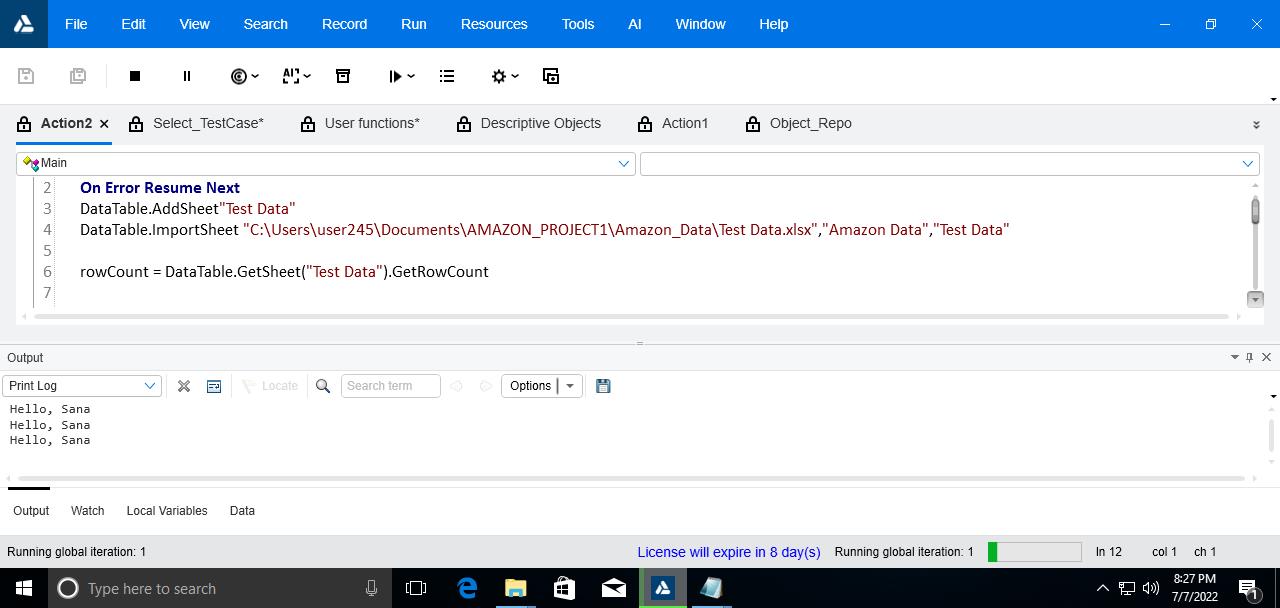 File Edit View Search Record Run Resources Tools AI Window Help
Action2 Select_TestCase* User functions* Descriptive Objects Action1 Object_Repo
Main
2 On Error Resume Next
3 DataTable.AddSheet"Test Data"
4 DataTable.ImportSheet "C:\Users\user245\Documents\AMAZON_PROJECT1\Amazon_Data\Test Data.xlsx","Amazon Data","Test Data"
5
6 rowCount = DataTable.GetSheet("Test Data").GetRowCount
7
Output
Print Log Locate Search term Options
Hello, Sana
Hello, Sana
Hello, Sana
Output Watch Local Variables Data
Running global iteration: 1 License will expire in 8 day(s) Running global iteration: 1 ln 12 col 1 ch 1
Type here to search 8:27 PM
7/7/2022 1